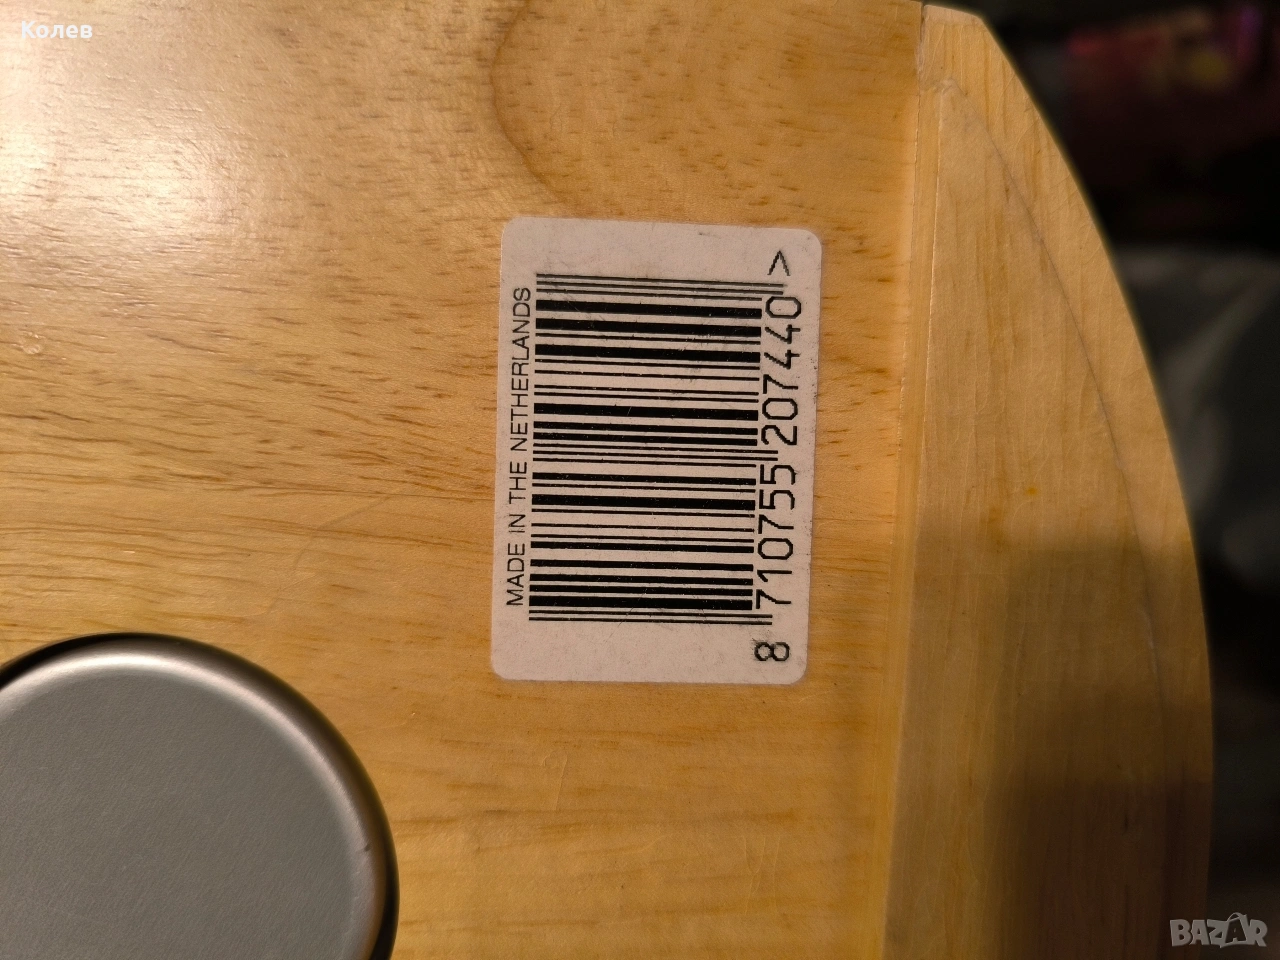 Колев
MADE IN THE NETHERLANDS
8 710755 207440 >
BAZAR